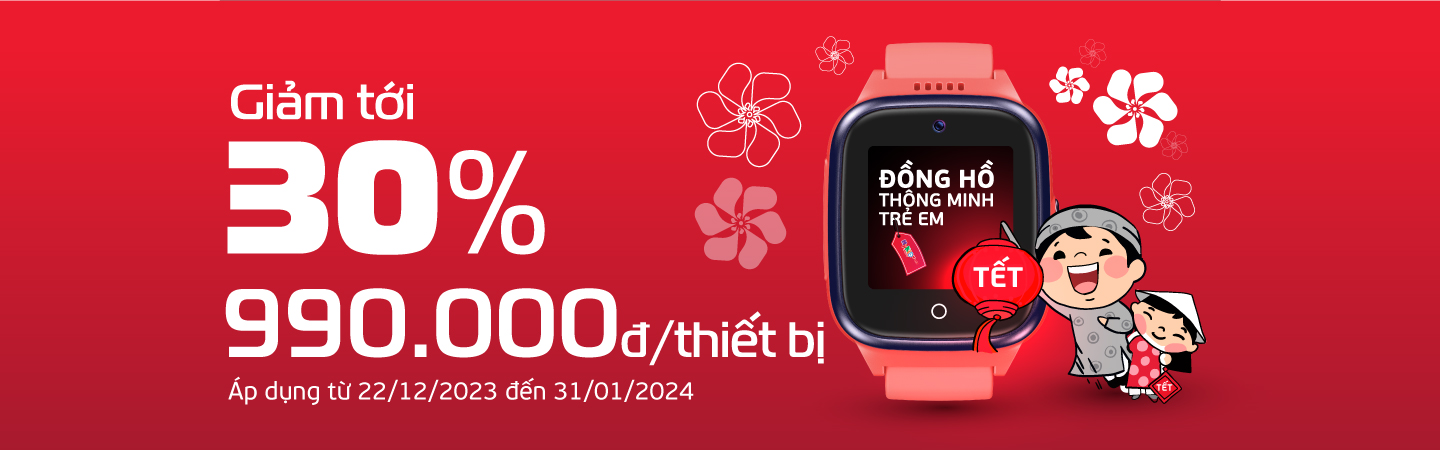 Giảm tới
30%
990.000đ/thiết bị
Áp dụng từ 22/12/2023 đến 31/01/2024
ĐỒNG HỒ
THÔNG MINH
TRẺ EM
TẾT
TẾT